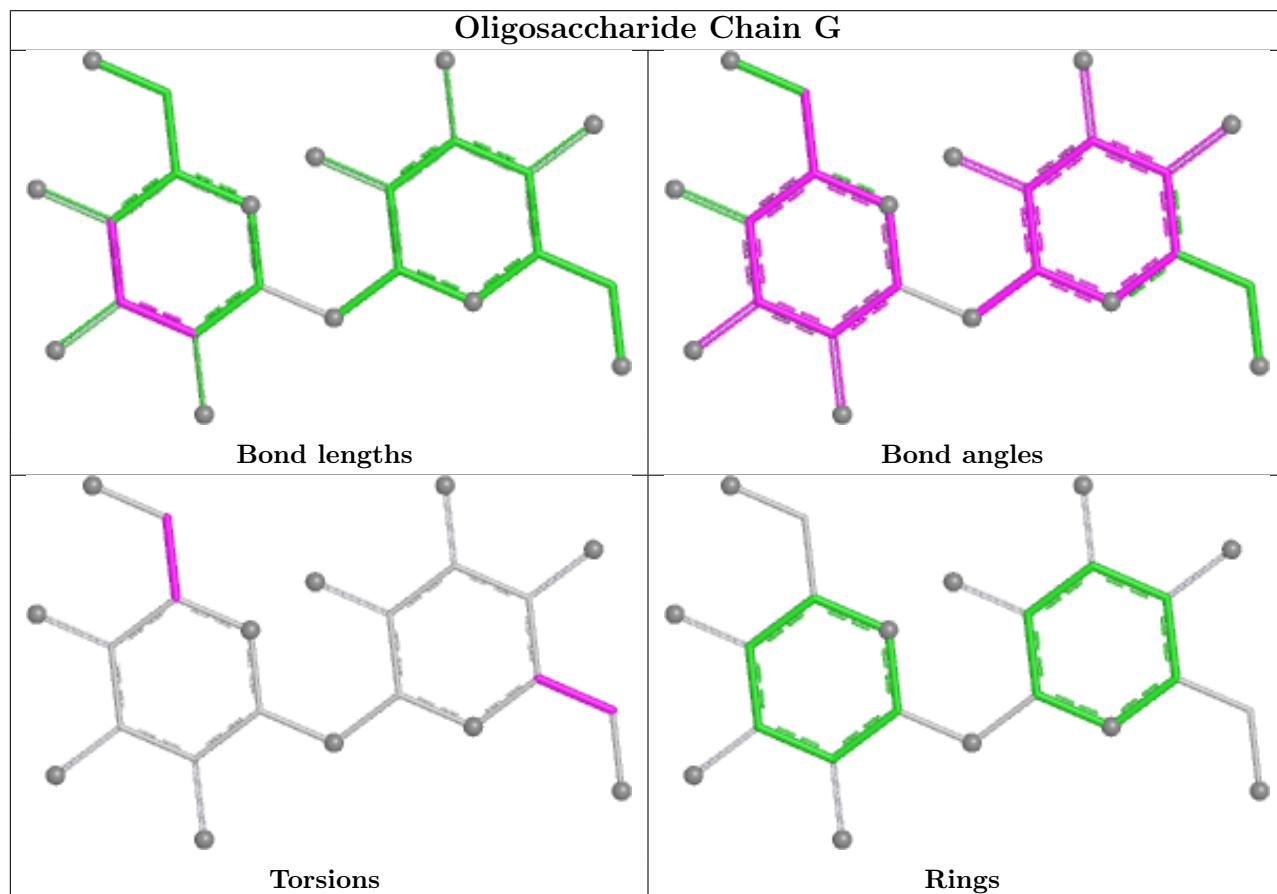 Oligosaccharide Chain G
Bond lengths
Bond angles
Torsions
Rings